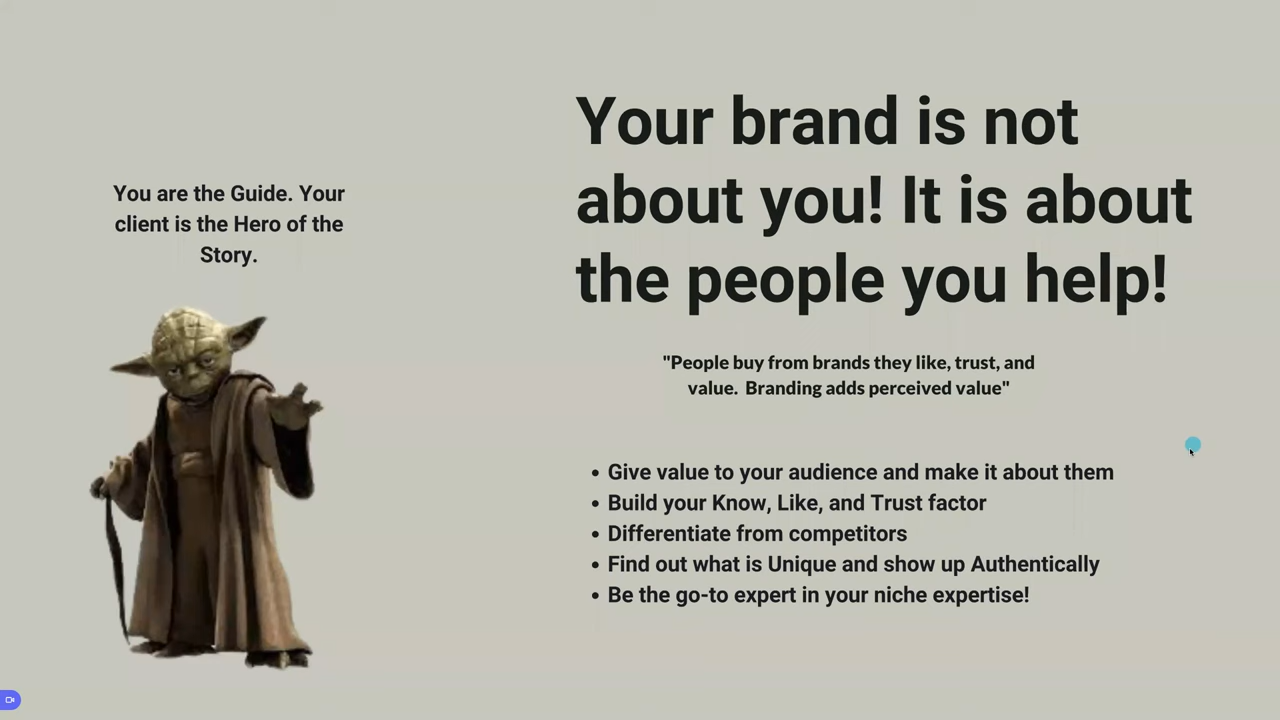 You are the Guide. Your
client is the Hero of the
Story.
Your brand is not
about you! It is about
the people you help!
"People buy from brands they like, trust, and
value.  Branding adds perceived value"
• Give value to your audience and make it about them
• Build your Know, Like, and Trust factor
• Differentiate from competitors
• Find out what is Unique and show up Authentically
• Be the go-to expert in your niche expertise!